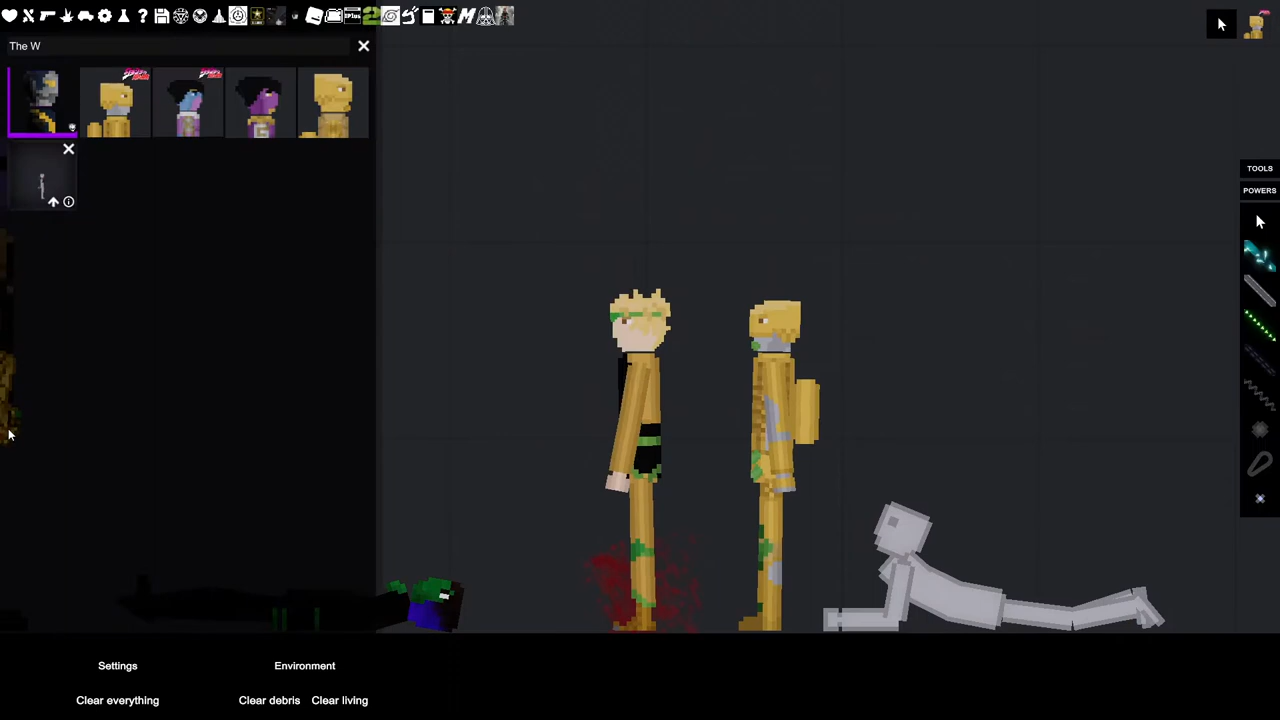 The W
TOOLS
POWERS
Settings
Environment
Clear everything
Clear debris
Clear living